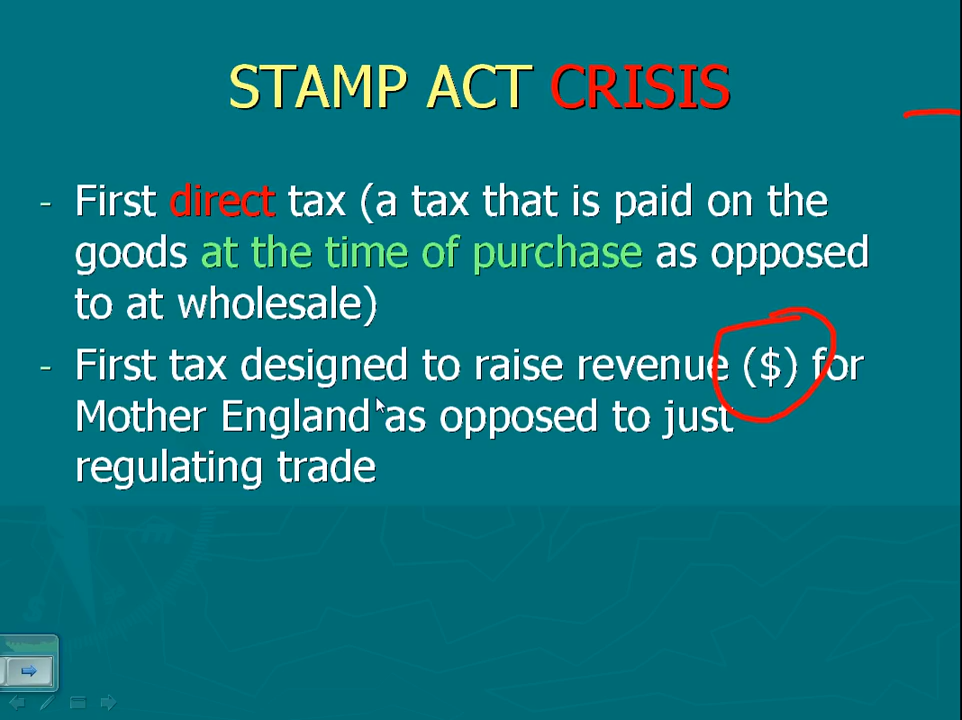 STAMP ACT CRISIS
- First direct tax (a tax that is paid on the
goods at the time of purchase as opposed
to at wholesale)
- First tax designed to raise revenue ($) for
Mother England as opposed to just
regulating trade